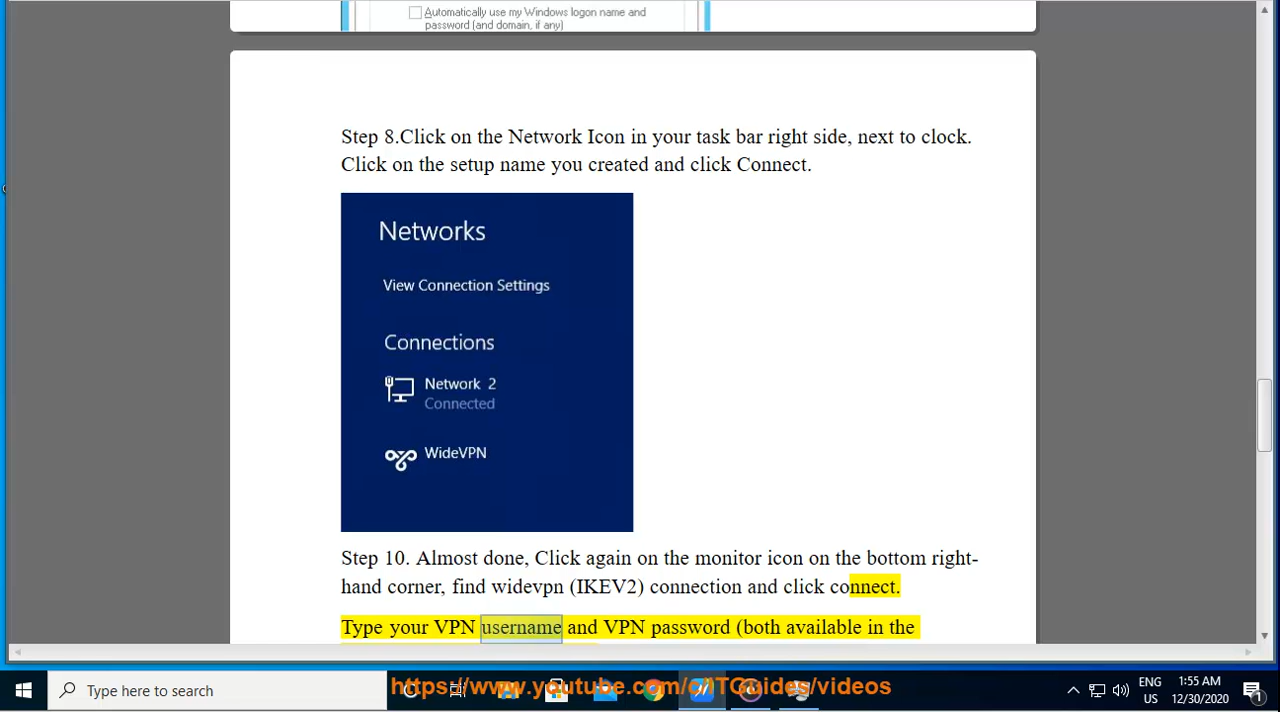 Automatically use my Windows logon name and
password (and domain, if any)
Step 8.Click on the Network Icon in your task bar right side, next to clock.
Click on the setup name you created and click Connect.
Networks
View Connection Settings
Connections
Network 2
Connected
WideVPN
Step 10. Almost done, Click again on the monitor icon on the bottom right-
hand corner, find widevpn (IKEV2) connection and click connect.
Type your VPN username and VPN password (both available in the
Type here to search
https://www.youtube.com/c/ITGuides/videos
ENG
US
1:55 AM
12/30/2020
1